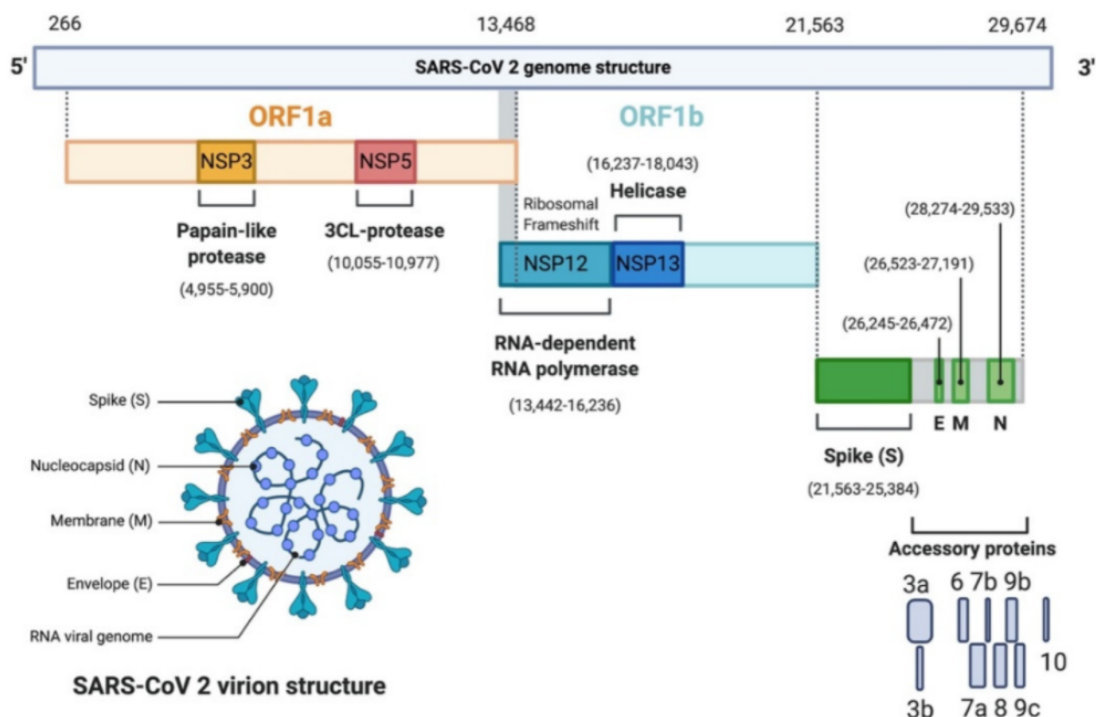 266 13,468 21,563 29,674
5' SARS-CoV 2 genome structure 3'
ORF1a ORF1b
NSP3 NSP5
(16,237-18,043)
Helicase
Papain-like
protease
(4,955-5,900)
3CL-protease
(10,055-10,977)
Ribosomal
Frameshift
NSP12 NSP13
RNA-dependent
RNA polymerase
(13,442-16,236)
(28,274-29,533)
(26,523-27,191)
(26,245-26,472)
E M N
Spike (S)
(21,563-25,384)
Accessory proteins
3a 6 7b 9b
10
3b 7a 8 9c
Spike (S)
Nucleocapsid (N)
Membrane (M)
Envelope (E)
RNA viral genome
SARS-CoV 2 virion structure